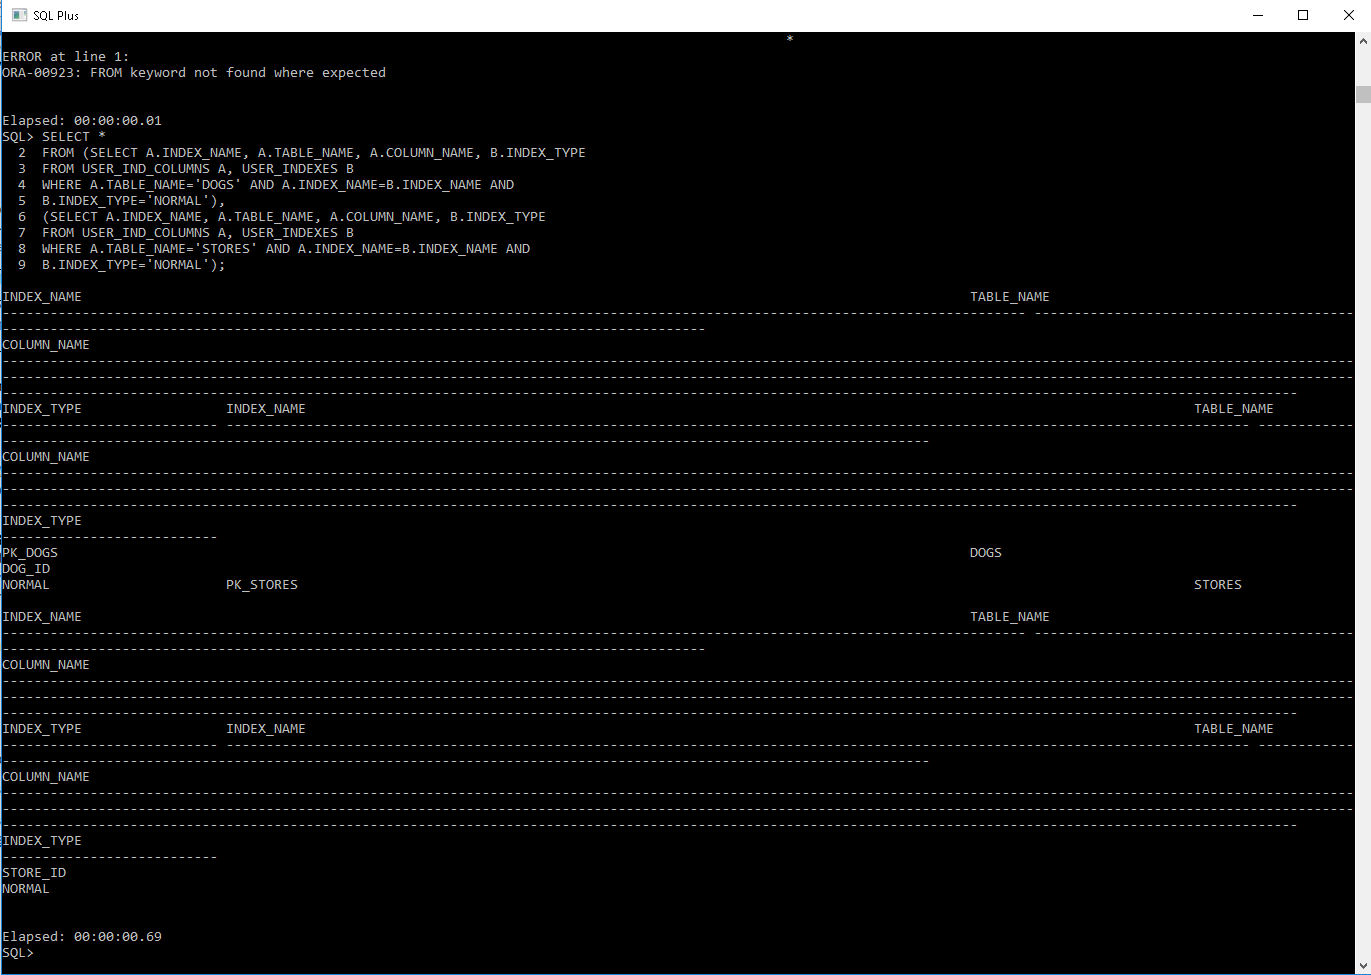 SQL Plus
*
ERROR at line 1:
ORA-00923: FROM keyword not found where expected
Elapsed: 00:00:00.01
SQL> SELECT *
2 FROM (SELECT A.INDEX_NAME, A.TABLE_NAME, A.COLUMN_NAME, B.INDEX_TYPE
3 FROM USER_IND_COLUMNS A, USER_INDEXES B
4 WHERE A.TABLE_NAME='DOGS' AND A.INDEX_NAME=B.INDEX_NAME AND
5 B.INDEX_TYPE='NORMAL'),
6 (SELECT A.INDEX_NAME, A.TABLE_NAME, A.COLUMN_NAME, B.INDEX_TYPE
7 FROM USER_IND_COLUMNS A, USER_INDEXES B
8 WHERE A.TABLE_NAME='STORES' AND A.INDEX_NAME=B.INDEX_NAME AND
9 B.INDEX_TYPE='NORMAL');
INDEX_NAME TABLE_NAME
COLUMN_NAME
INDEX_TYPE INDEX_NAME TABLE_NAME
COLUMN_NAME
INDEX_TYPE
PK_DOGS DOGS
DOG_ID
NORMAL PK_STORES STORES
INDEX_NAME TABLE_NAME
COLUMN_NAME
INDEX_TYPE INDEX_NAME TABLE_NAME
COLUMN_NAME
INDEX_TYPE
STORE_ID
NORMAL
Elapsed: 00:00:00.69
SQL>